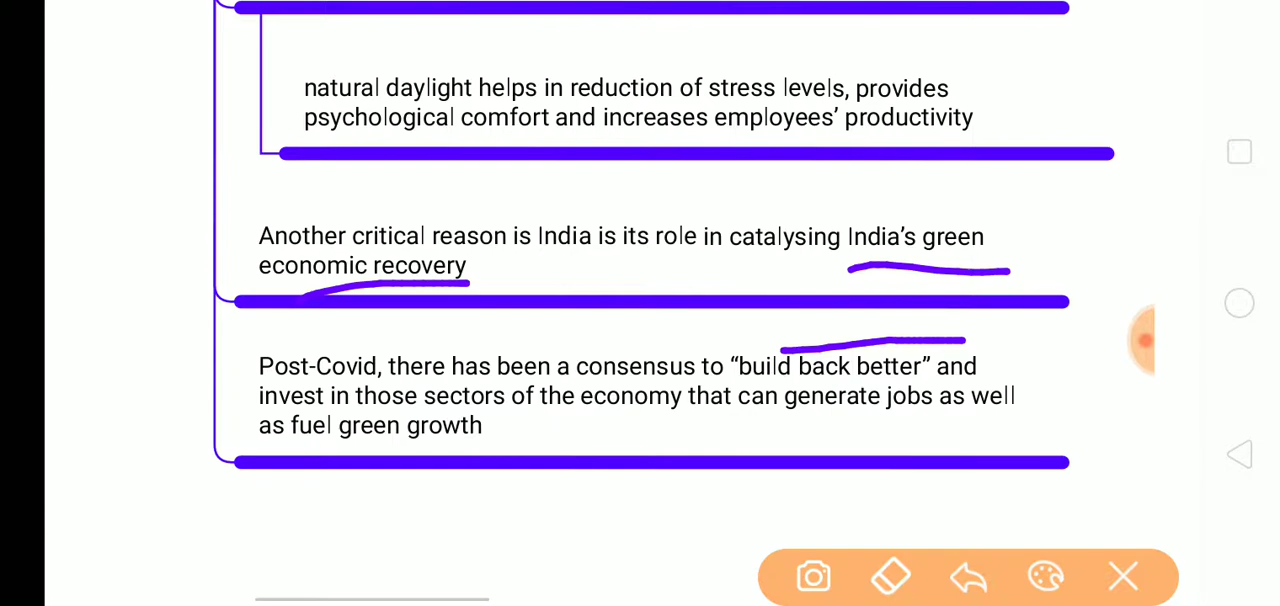 natural daylight helps in reduction of stress levels, provides
psychological comfort and increases employees’ productivity
Another critical reason is India is its role in catalysing India’s green
economic recovery
Post-Covid, there has been a consensus to “build back better” and
invest in those sectors of the economy that can generate jobs as well
as fuel green growth